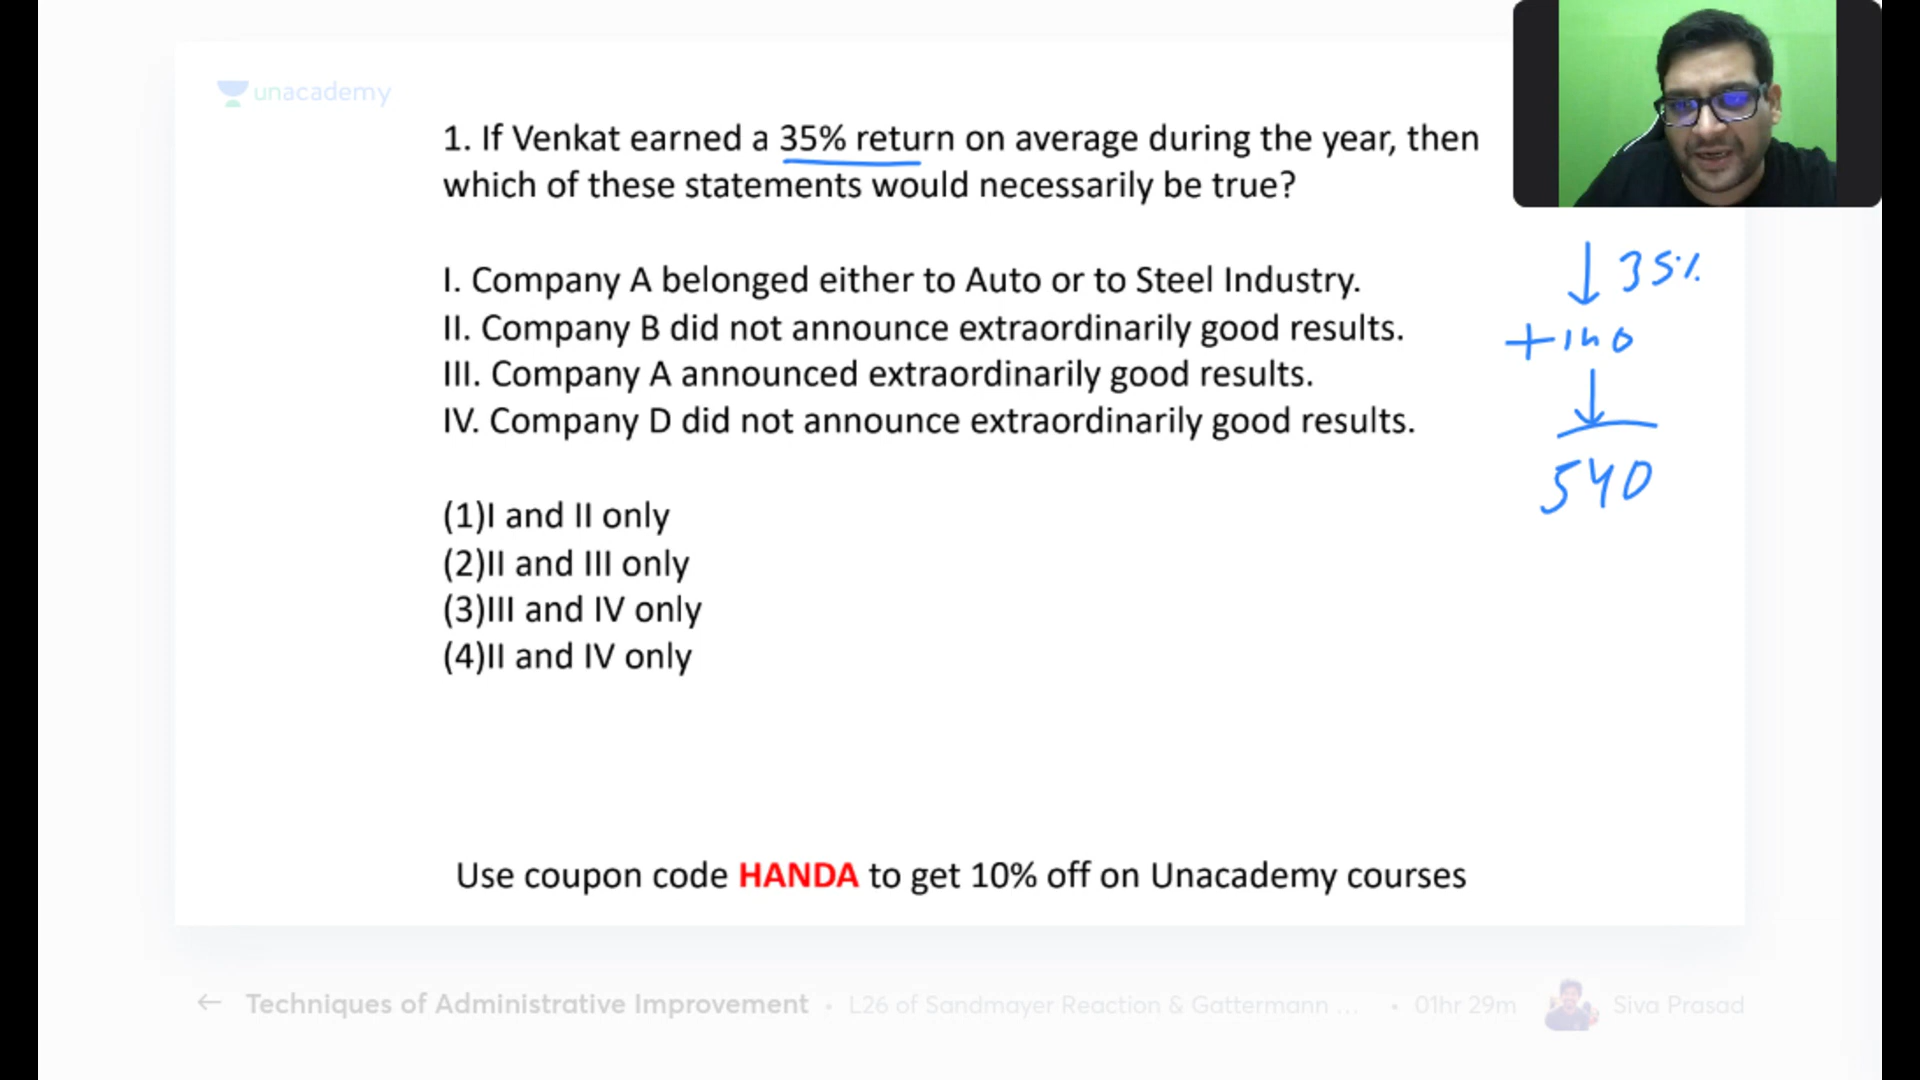 unacademy
1. If Venkat earned a 35% return on average during the year, then
which of these statements would necessarily be true?
I. Company A belonged either to Auto or to Steel Industry.
II. Company B did not announce extraordinarily good results.
III. Company A announced extraordinarily good results.
IV. Company D did not announce extraordinarily good results.
(1)I and II only
(2)II and III only
(3)III and IV only
(4)II and IV only
↓ 35%
+140
↓
540
Use coupon code HANDA to get 10% off on Unacademy courses
← Techniques of Administrative Improvement • L26 of Sandmayer Reaction & Gattermann ... • 01hr 29m Siva Prasad